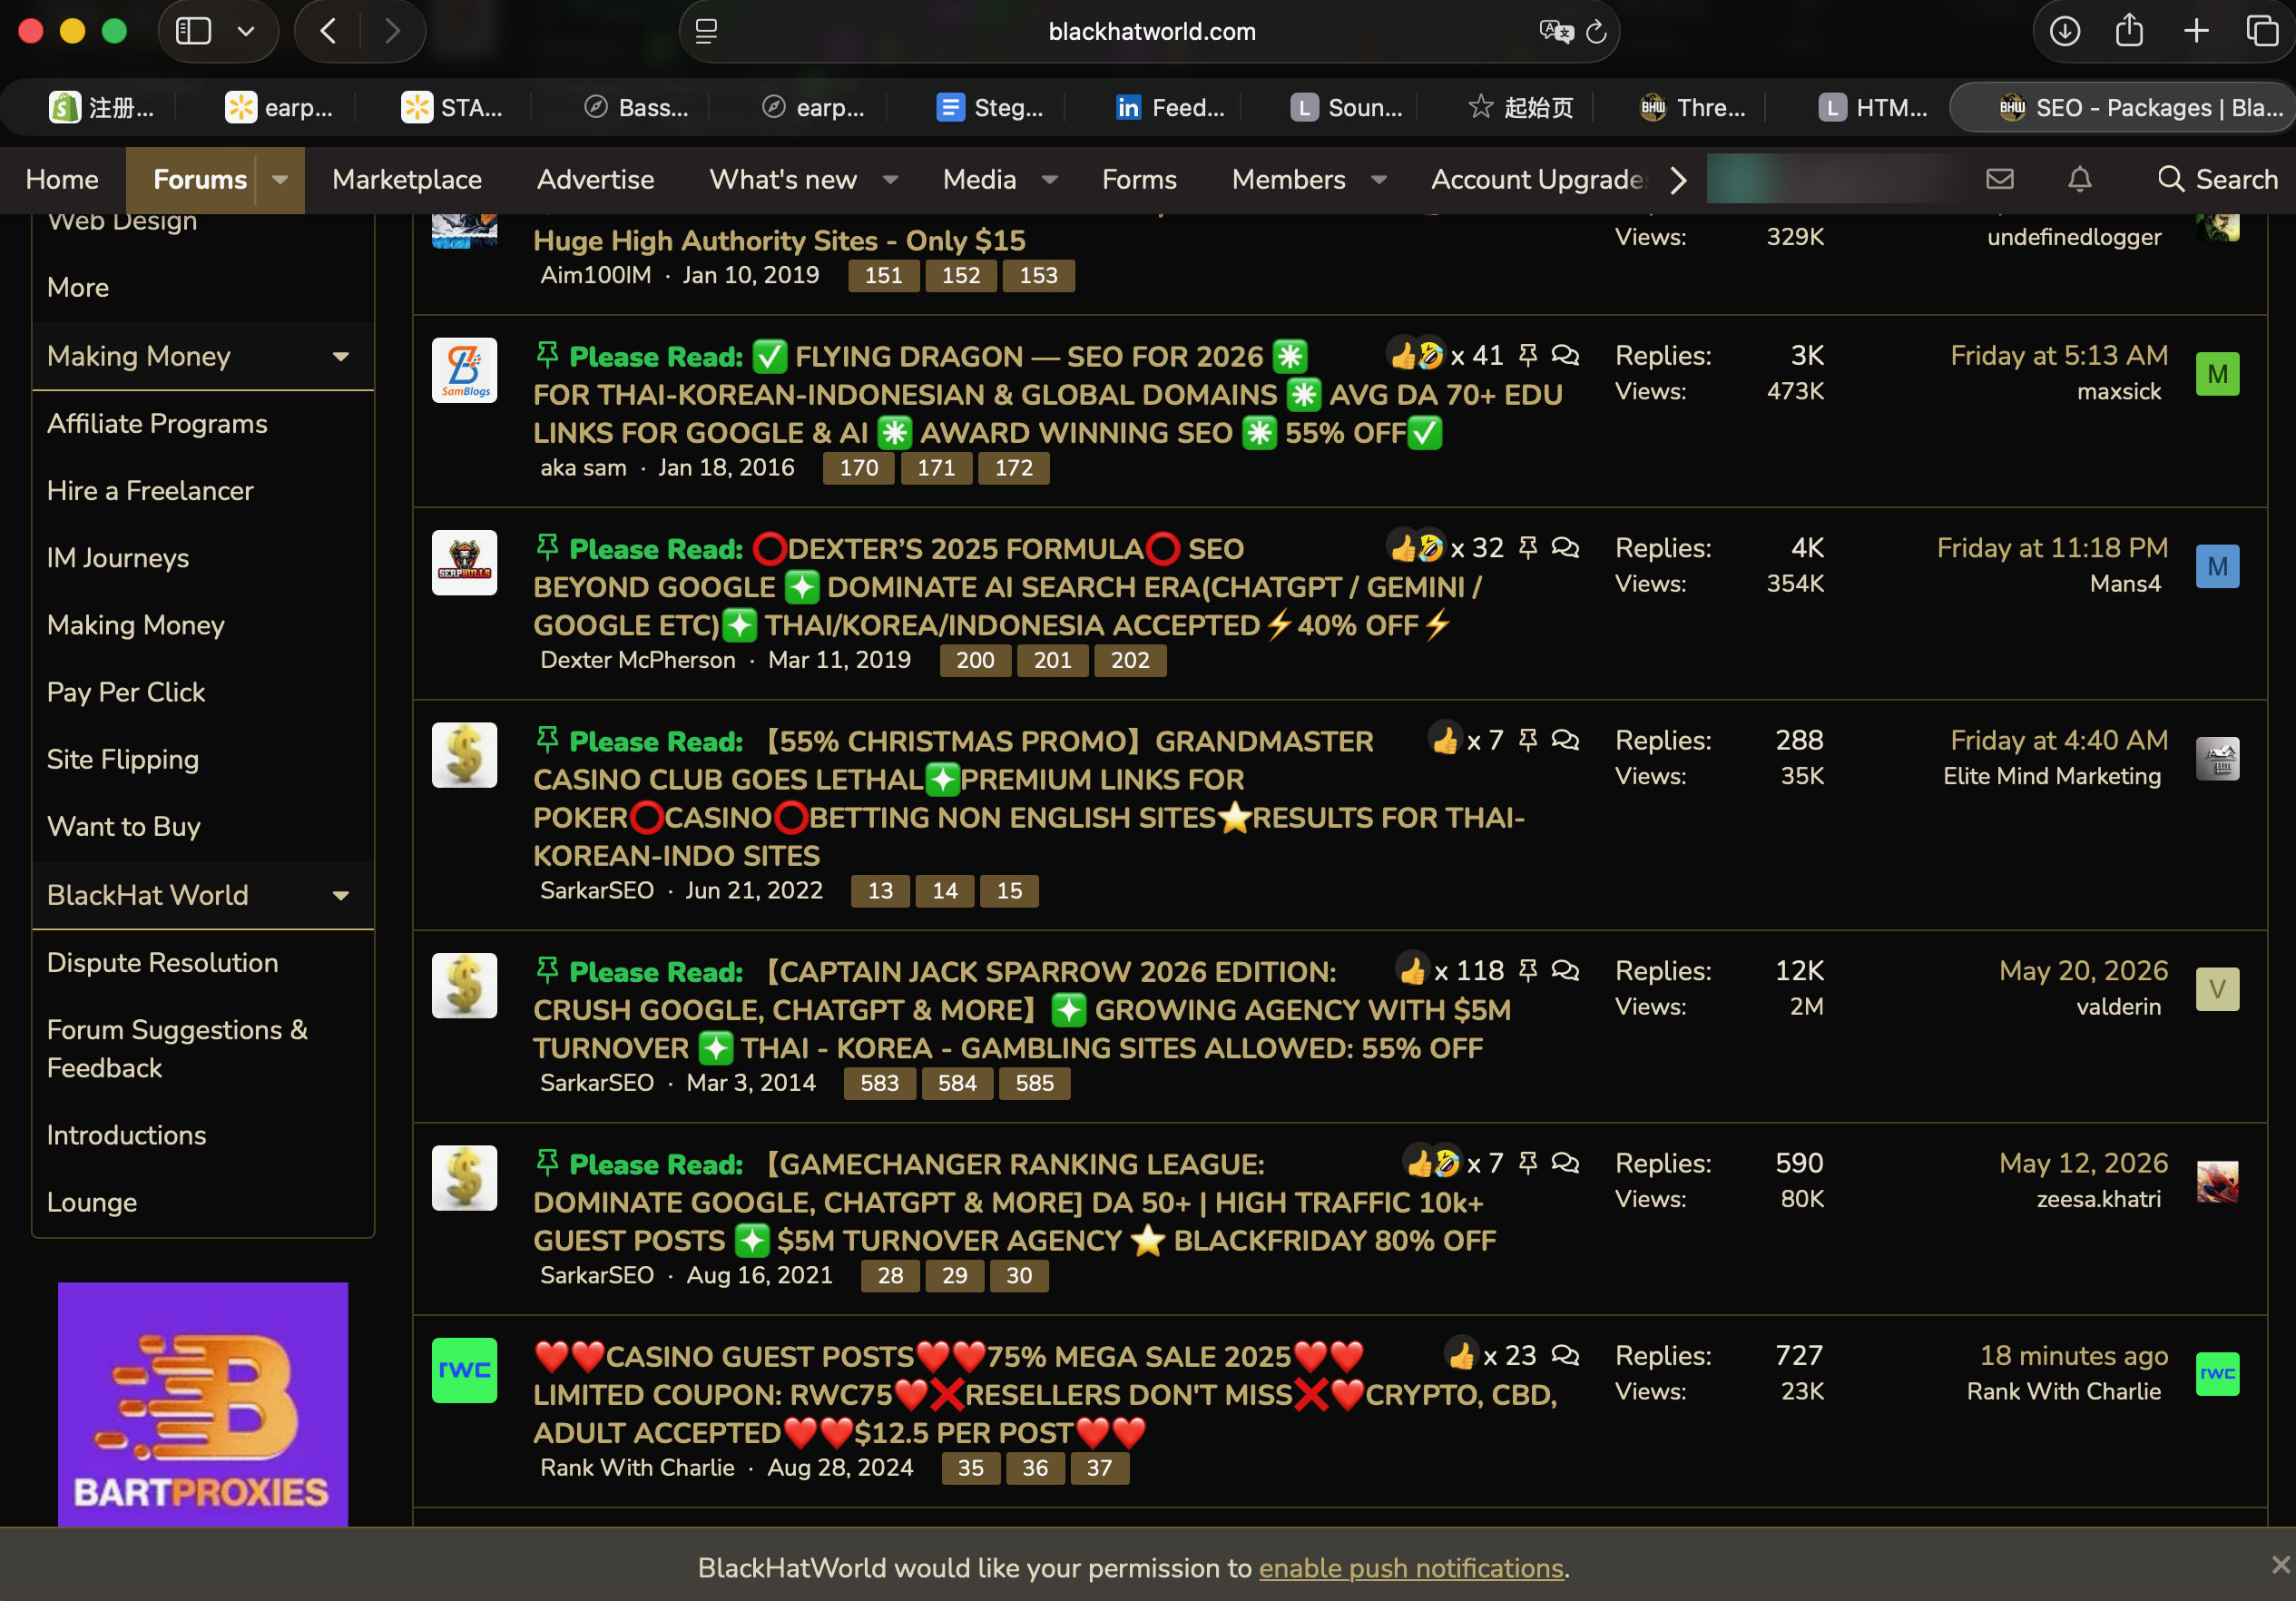 blackhatworld.com
注册...
earp...
STA...
Bass...
earp...
Steg...
Feed...
Soun...
起始页
Thre...
HTM...
SEO - Packages | Bla...
Home
Forums
Marketplace
Advertise
What's new
Media
Forms
Members
Account Upgrade
Search
Web Design
More
Making Money
Affiliate Programs
Hire a Freelancer
IM Journeys
Making Money
Pay Per Click
Site Flipping
Want to Buy
BlackHat World
Dispute Resolution
Forum Suggestions &
Feedback
Introductions
Lounge
BARTPROXIES
Huge High Authority Sites - Only $15
Aim100IM · Jan 10, 2019 151 152 153
Views: 329K
undefinedlogger
SamBlogs
Please Read: ✅ FLYING DRAGON — SEO FOR 2026 ✳️
FOR THAI-KOREAN-INDONESIAN & GLOBAL DOMAINS ✳️ AVG DA 70+ EDU
LINKS FOR GOOGLE & AI ✳️ AWARD WINNING SEO ✳️ 55% OFF✅
aka sam · Jan 18, 2016 170 171 172
👍🤣 x 41
Replies: 3K
Views: 473K
Friday at 5:13 AM
maxsick
M
SERPBULLS
Please Read: ⭕DEXTER’S 2025 FORMULA⭕ SEO
BEYOND GOOGLE ❇️ DOMINATE AI SEARCH ERA(CHATGPT / GEMINI /
GOOGLE ETC)❇️ THAI/KOREA/INDONESIA ACCEPTED⚡40% OFF⚡
Dexter McPherson · Mar 11, 2019 200 201 202
👍🤣 x 32
Replies: 4K
Views: 354K
Friday at 11:18 PM
Mans4
M
Please Read: 【55% CHRISTMAS PROMO】GRANDMASTER
CASINO CLUB GOES LETHAL❇️PREMIUM LINKS FOR
POKER⭕CASINO⭕BETTING NON ENGLISH SITES⭐RESULTS FOR THAI-
KOREAN-INDO SITES
SarkarSEO · Jun 21, 2022 13 14 15
👍 x 7
Replies: 288
Views: 35K
Friday at 4:40 AM
Elite Mind Marketing
Please Read: 【CAPTAIN JACK SPARROW 2026 EDITION:
CRUSH GOOGLE, CHATGPT & MORE】❇️ GROWING AGENCY WITH $5M
TURNOVER ❇️ THAI - KOREA - GAMBLING SITES ALLOWED: 55% OFF
SarkarSEO · Mar 3, 2014 583 584 585
👍 x 118
Replies: 12K
Views: 2M
May 20, 2026
valderin
V
Please Read: 【GAMECHANGER RANKING LEAGUE:
DOMINATE GOOGLE, CHATGPT & MORE] DA 50+ | HIGH TRAFFIC 10k+
GUEST POSTS ❇️ $5M TURNOVER AGENCY ⭐ BLACKFRIDAY 80% OFF
SarkarSEO · Aug 16, 2021 28 29 30
👍🤣 x 7
Replies: 590
Views: 80K
May 12, 2026
zeesa.khatri
rwc
❤️❤️CASINO GUEST POSTS❤️❤️75% MEGA SALE 2025❤️❤️
LIMITED COUPON: RWC75❤️❌RESELLERS DON'T MISS❌❤️CRYPTO, CBD,
ADULT ACCEPTED❤️❤️$12.5 PER POST❤️❤️
Rank With Charlie · Aug 28, 2024 35 36 37
👍 x 23
Replies: 727
Views: 23K
18 minutes ago
Rank With Charlie
rwc
BlackHatWorld would like your permission to enable push notifications.